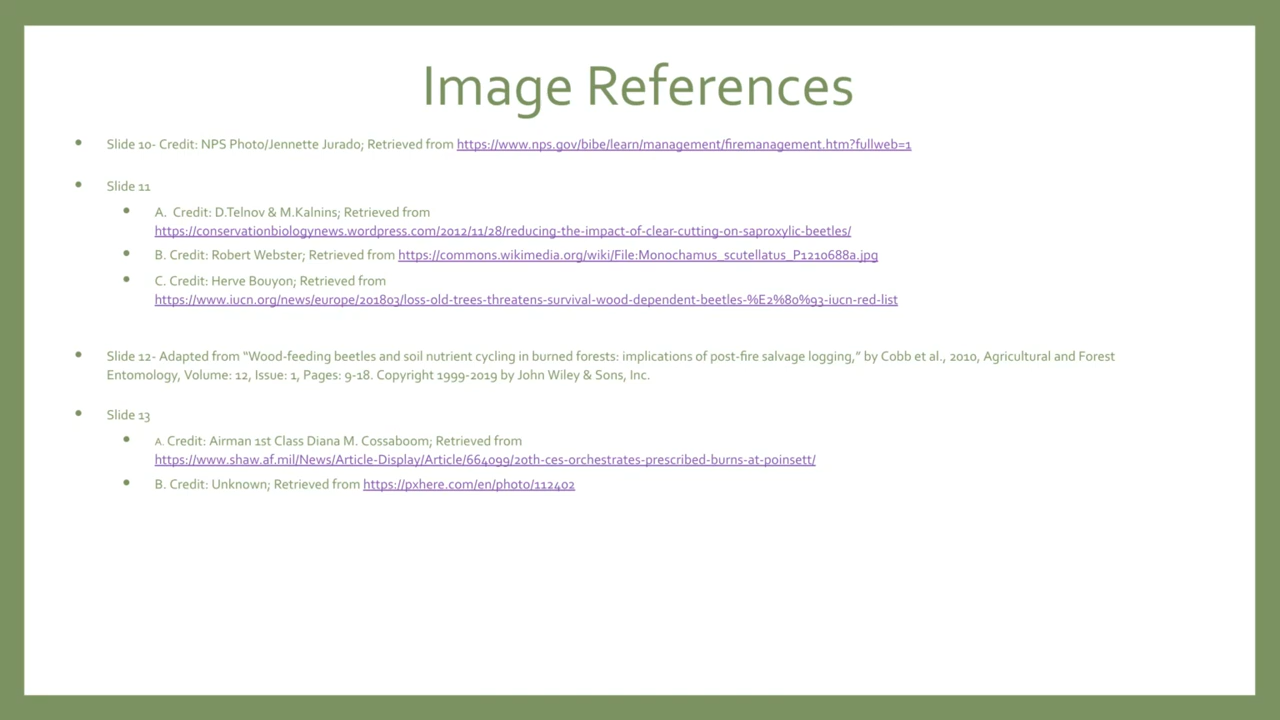 Image References
• Slide 10- Credit: NPS Photo/Jennette Jurado; Retrieved from https://www.nps.gov/bibe/learn/management/firemanagement.htm?fullweb=1
• Slide 11
• A. Credit: D.Telnov & M.Kalnins; Retrieved from
https://conservationbiologynews.wordpress.com/2012/11/28/reducing-the-impact-of-clear-cutting-on-saproxylic-beetles/
• B. Credit: Robert Webster; Retrieved from https://commons.wikimedia.org/wiki/File:Monochamus_scutellatus_P1210688a.jpg
• C. Credit: Herve Bouyon; Retrieved from
https://www.iucn.org/news/europe/201803/loss-old-trees-threatens-survival-wood-dependent-beetles-%E2%80%93-iucn-red-list
• Slide 12- Adapted from “Wood-feeding beetles and soil nutrient cycling in burned forests: implications of post-fire salvage logging,” by Cobb et al., 2010, Agricultural and Forest
Entomology, Volume: 12, Issue: 1, Pages: 9-18. Copyright 1999-2019 by John Wiley & Sons, Inc.
• Slide 13
• A. Credit: Airman 1st Class Diana M. Cossaboom; Retrieved from
https://www.shaw.af.mil/News/Article-Display/Article/664099/20th-ces-orchestrates-prescribed-burns-at-poinsett/
• B. Credit: Unknown; Retrieved from https://pxhere.com/en/photo/112402